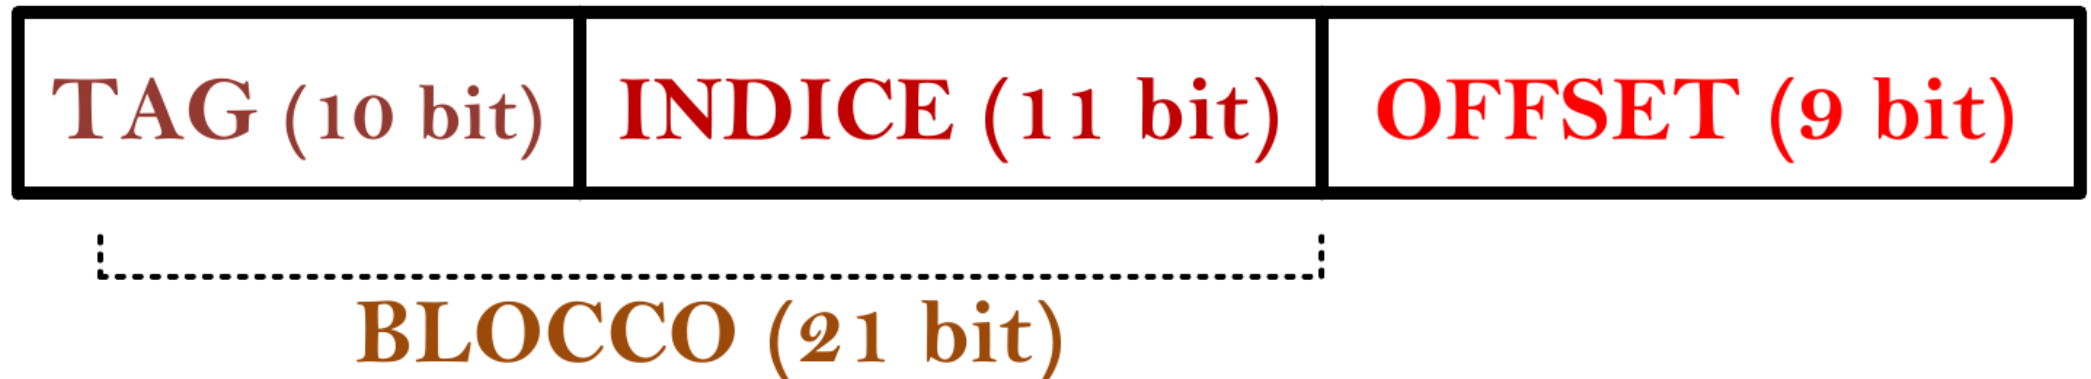 TAG (10 bit) INDICE (11 bit) OFFSET (9 bit)
BLOCCO (21 bit)